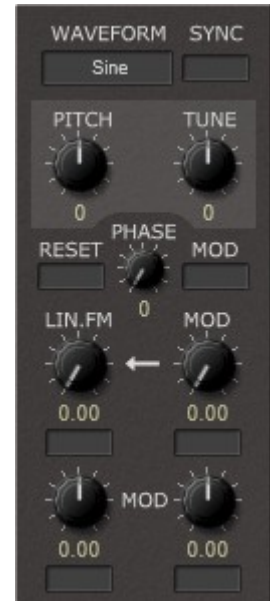 WAVEFORM SYNC
Sine
PITCH TUNE
0 0
PHASE
RESET MOD
0
LIN.FM MOD
0.00 0.00
MOD
0.00 0.00